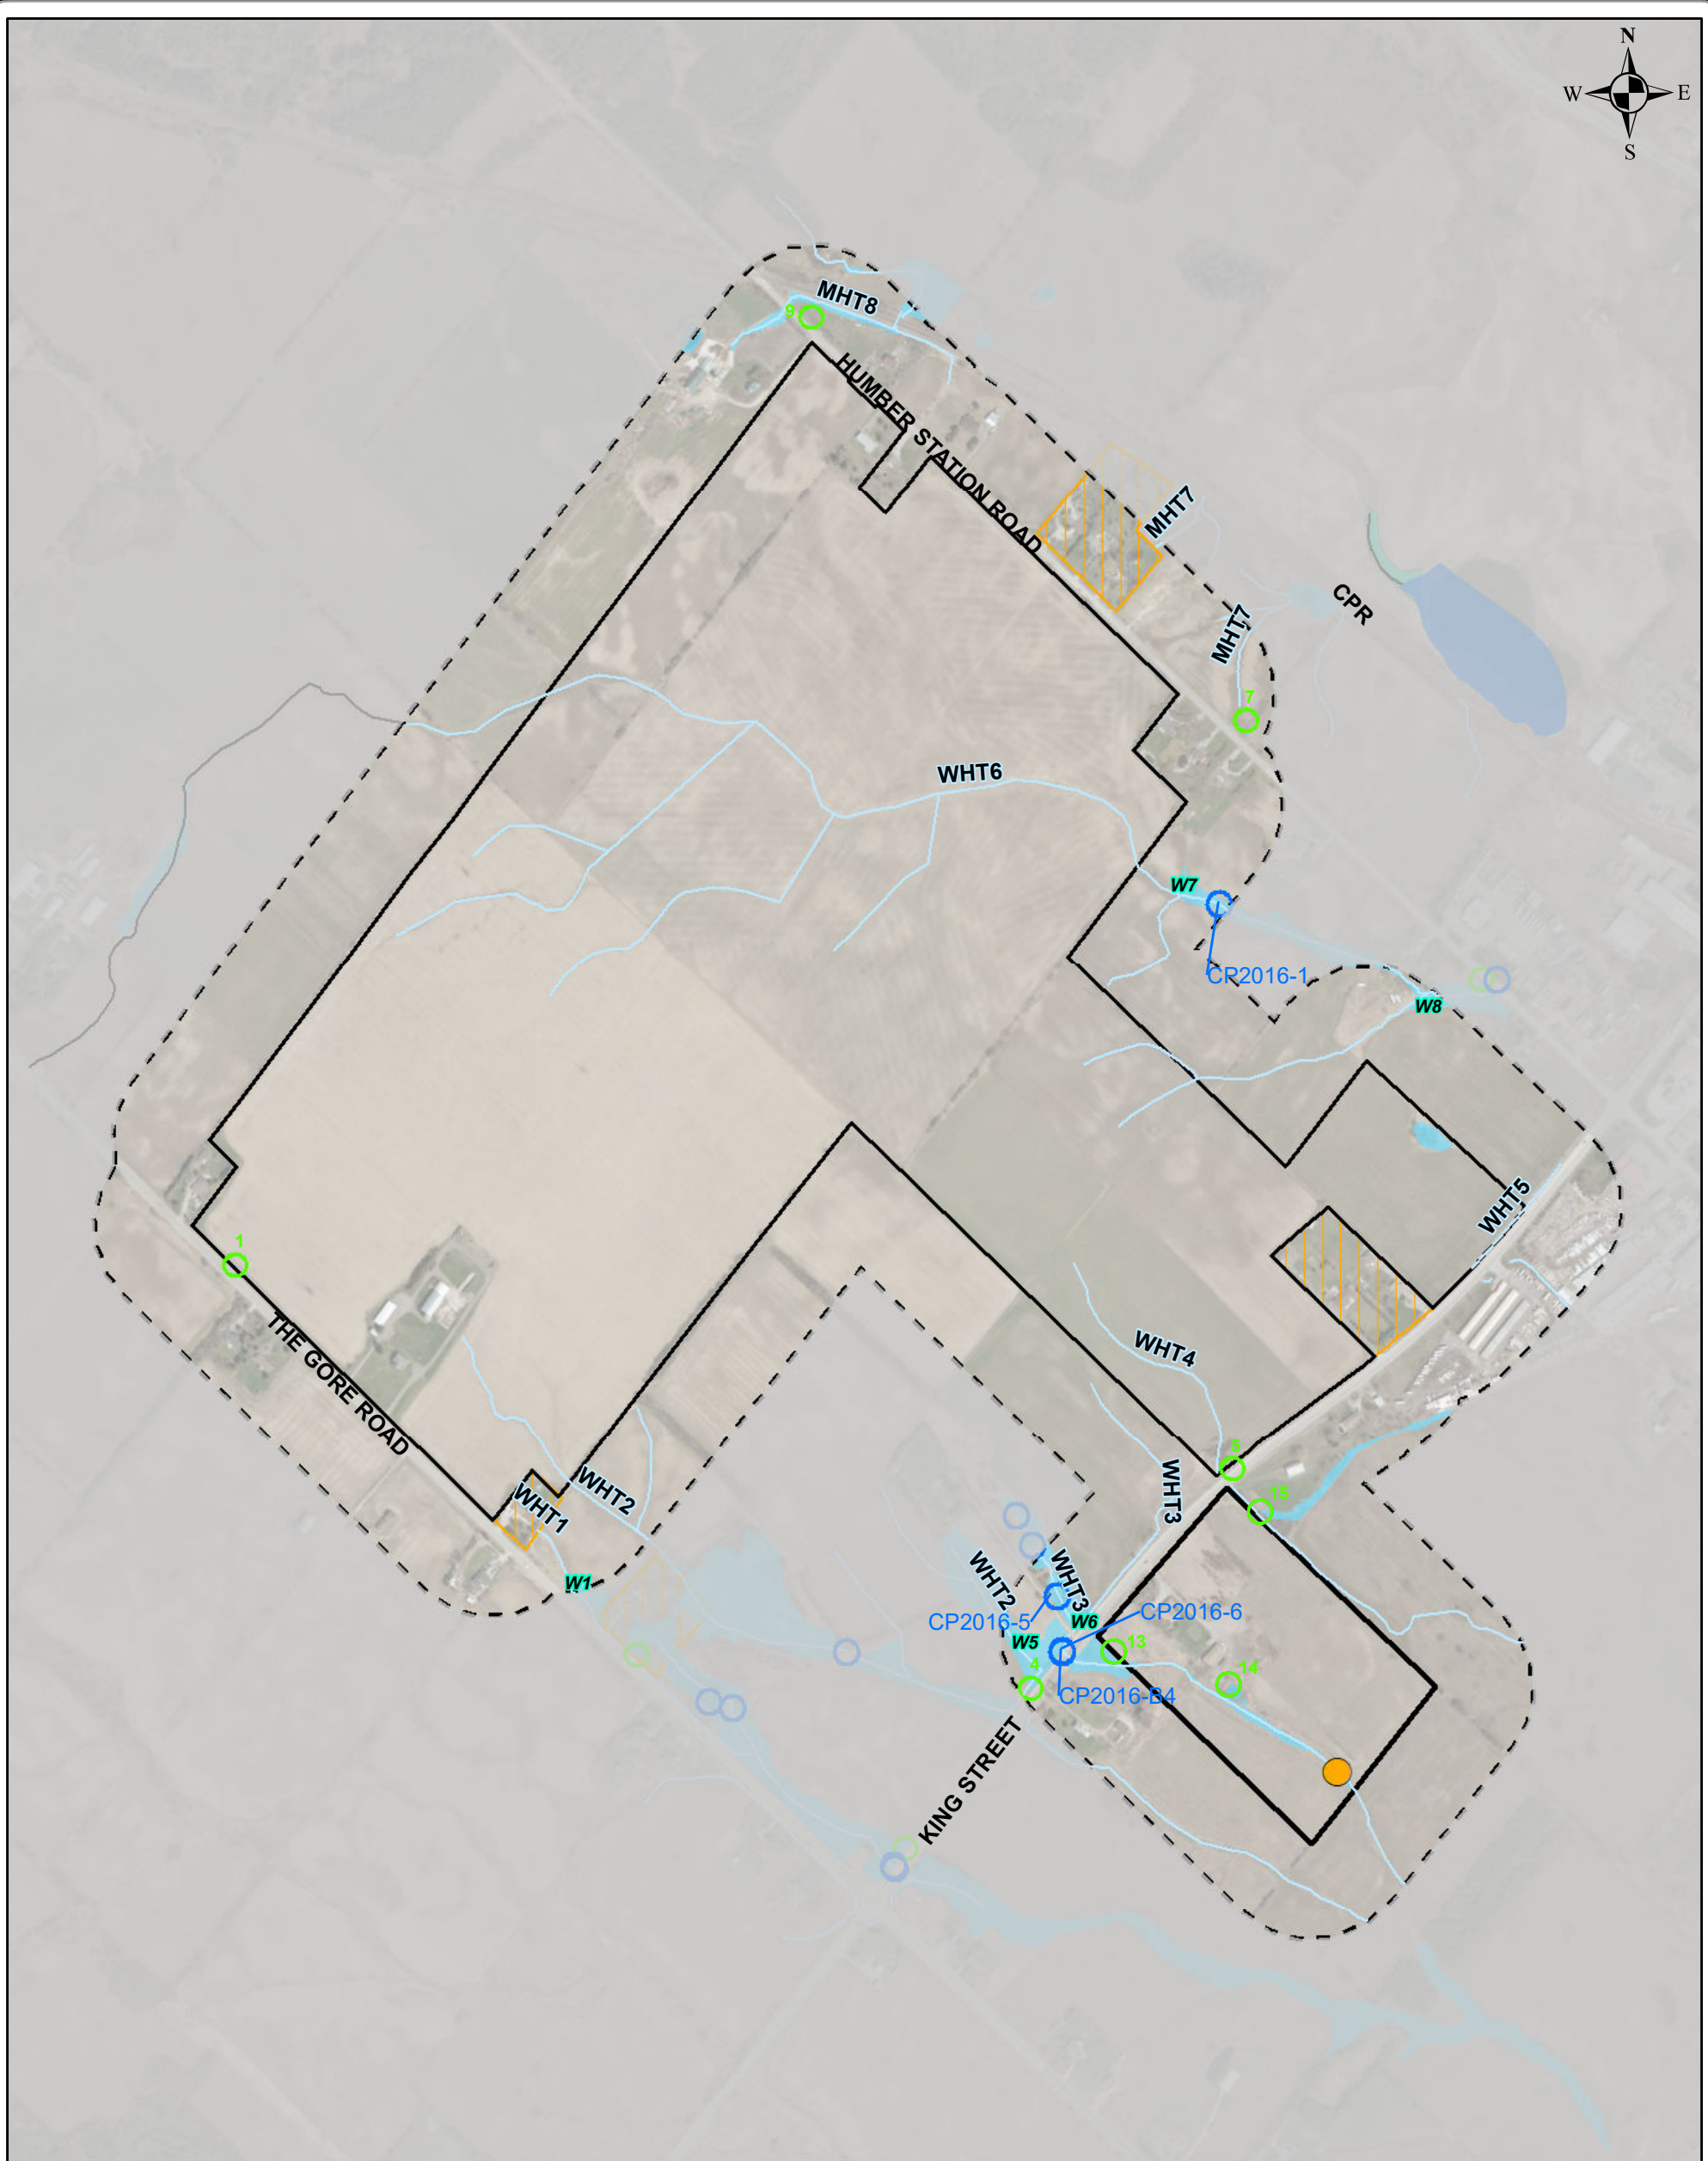 N
W
E
S
MHT8
9
HUMBER STATION ROAD
MHT7
CPR
MHT7
7
WHT6
W7
CP2016-1
W8
WHT5
1
THE GORE ROAD
WHT4
5
WHT3
15
WHT2
WHT1
W1
WHT2
WHT3
CP2016-5
CP2016-6
W6
W5
13
4
14
CP2016-B4
KING STREET